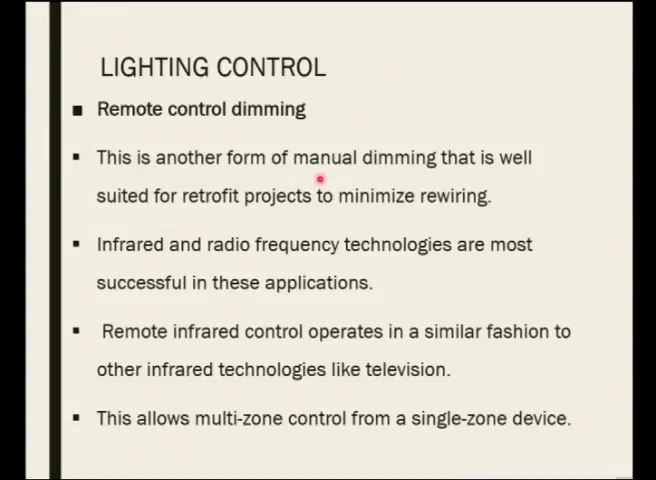 LIGHTING CONTROL
Remote control dimming
This is another form of manual dimming that is well
suited for retrofit projects to minimize rewiring.
Infrared and radio frequency technologies are most
successful in these applications.
Remote infrared control operates in a similar fashion to
other infrared technologies like television.
This allows multi-zone control from a single-zone device.